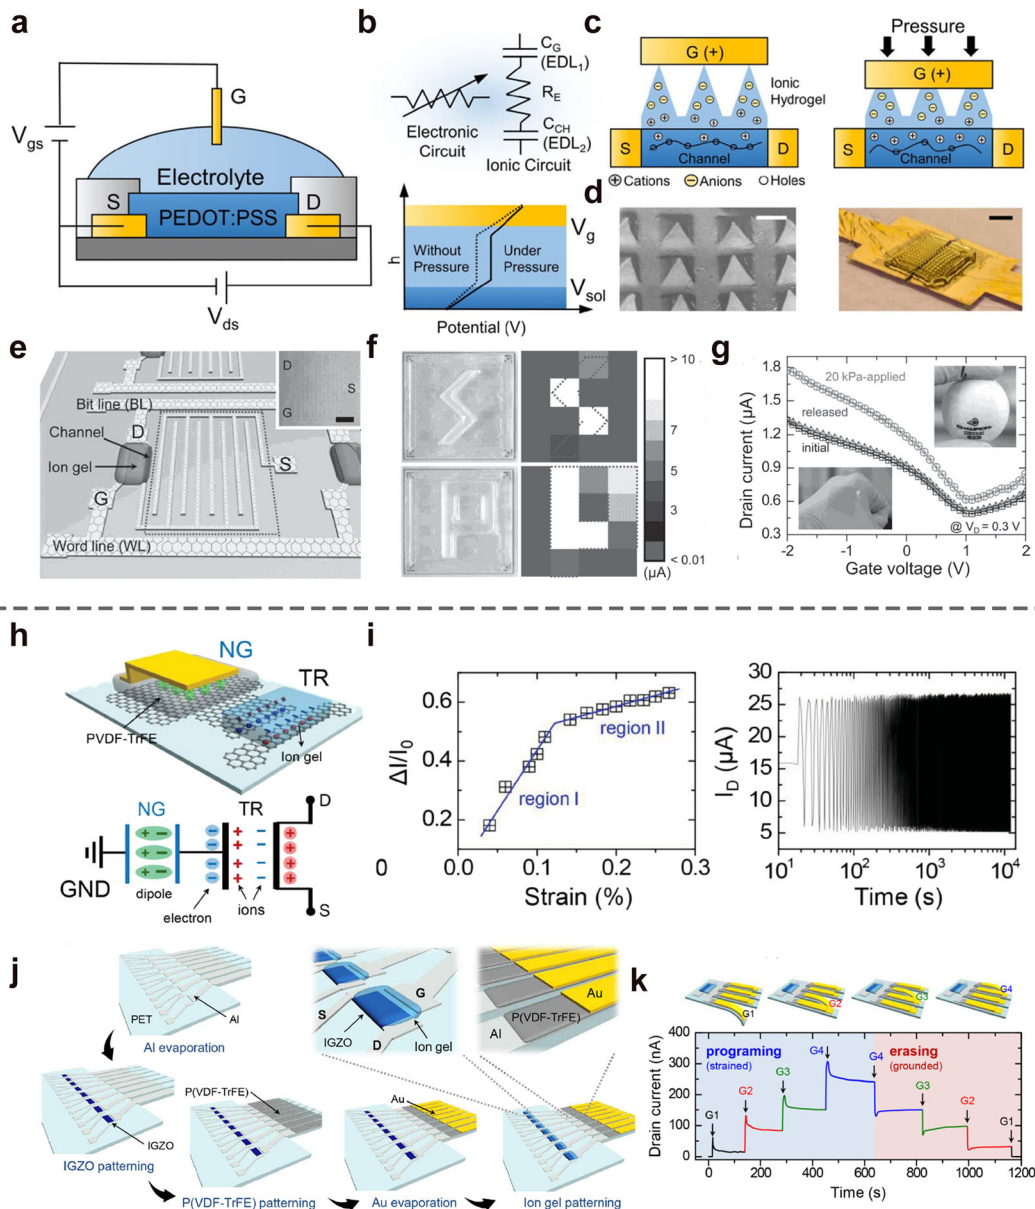 a
G
V_gs
Electrolyte
S
D
PEDOT:PSS
V_ds
b
C_G
(EDL_1)
R_E
Electronic
Circuit
C_CH
(EDL_2)
Ionic Circuit
h
Without
Pressure
Under
Pressure
V_g
V_sol
Potential (V)
c
Pressure
G (+)
G (+)
Ionic
Hydrogel
S
Channel
D
S
Channel
D
Cations
Anions
Holes
d
e
D
S
G
Bit line (BL)
Channel
D
Ion gel
S
G
Word line (WL)
f
> 10
7
5
3
< 0.01
(μA)
g
Drain current (μA)
1.8
1.5
1.2
0.9
0.6
0.3
20 kPa-applied
released
initial
CHAMPION
@ V_D = 0.3 V
-2
-1
0
1
2
Gate voltage (V)
h
NG
TR
PVDF-TrFE
Ion gel
NG
TR
D
GND
dipole
electron
ions
S
i
ΔI/I_0
0.6
0.4
0.2
0
region II
region I
0.0
0.1
0.2
0.3
Strain (%)
I_D (μA)
30
25
20
15
10
5
0
10^1
10^2
10^3
10^4
Time (s)
j
PET
Al
Al evaporation
G
S
IGZO
D
Ion gel
Au
P(VDF-TrFE)
Al
IGZO
IGZO patterning
P(VDF-TrFE)
P(VDF-TrFE) patterning
Au
Au evaporation
Ion gel patterning
k
G1
G2
G3
G4
Drain current (nA)
400
300
200
100
0
programing
(strained)
erasing
(grounded)
G1
G2
G3
G4
G4
G3
G2
G1
0
200
400
600
800
1000
1200
Time (s)